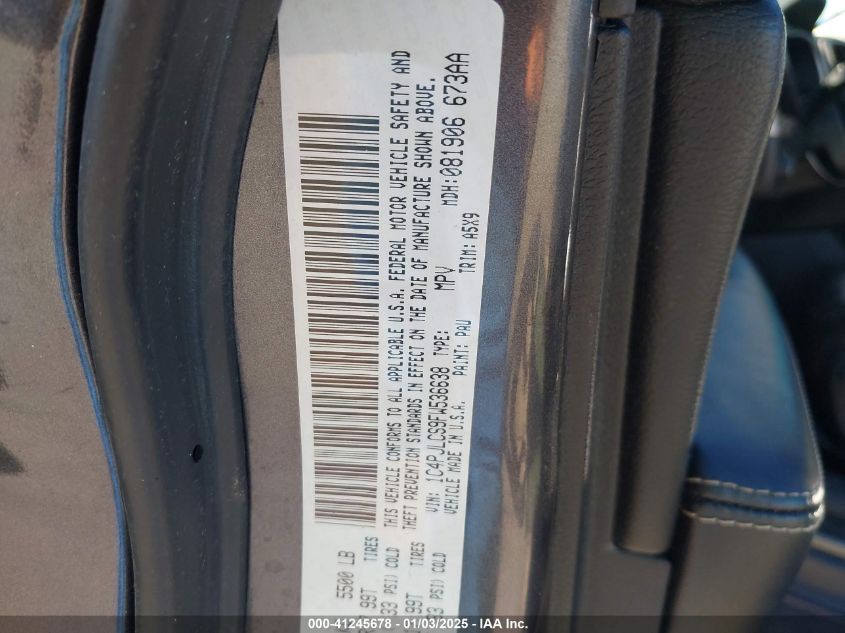 5500 LB
99T TIRES
33 PSI) COLD
THIS VEHICLE CONFORMS TO ALL APPLICABLE U.S.A. FEDERAL MOTOR VEHICLE SAFETY AND
THEFT PREVENTION STANDARDS IN EFFECT ON THE DATE OF MANUFACTURE SHOWN ABOVE.
99T TIRES
PSI) COLD
VIN: 1C4PJLCS9FW536638 TYPE: MPV MDH:081906 673AA
VEHICLE MADE IN U.S.A. PAINT: PAU TRIM: A5X9
000-41245678 - 01/03/2025 - IAA Inc.